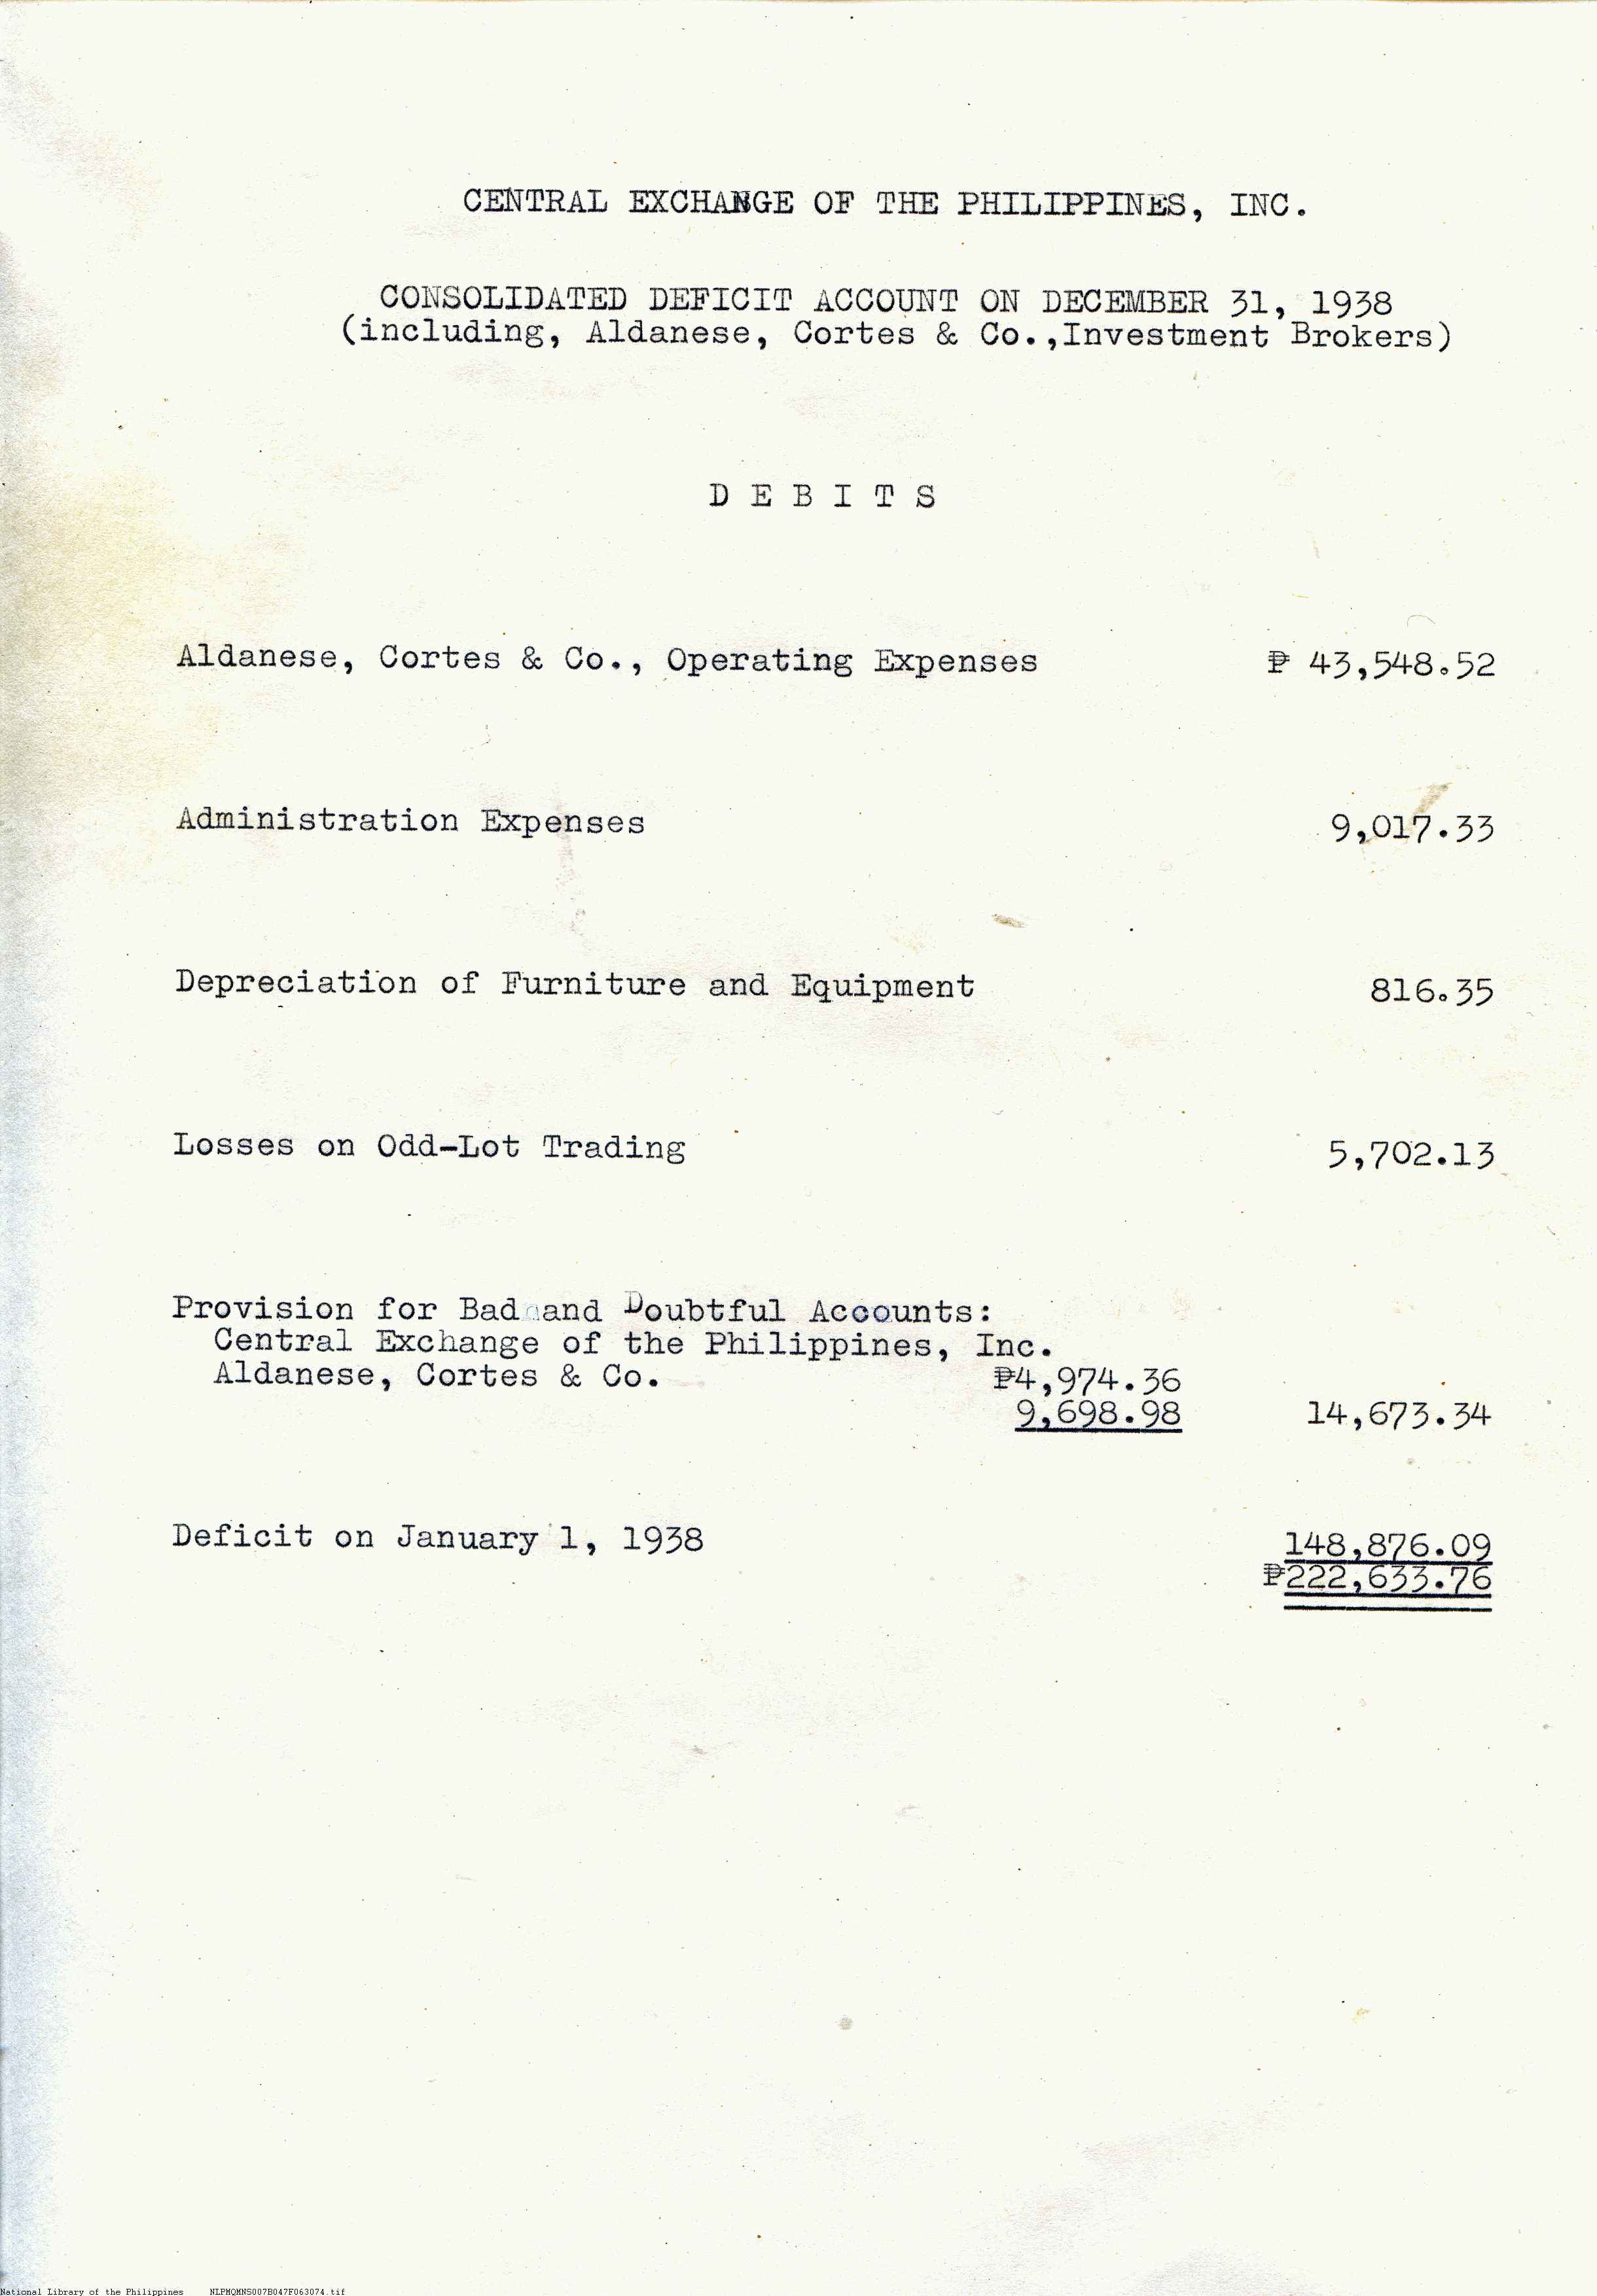 CENTRAL EXCHANGE OF THE PHILIPPINES, INC.
CONSOLIDATED DEFICIT ACCOUNT ON DECEMBER 31, 1938
(including, Aldanese, Cortes & Co.,Investment Brokers)
D E B I T S
Aldanese, Cortes & Co., Operating Expenses ₱ 43,548.52
Administration Expenses 9,017.33
Depreciation of Furniture and Equipment 816.35
Losses on Odd-Lot Trading 5,702.13
Provision for Bad and Doubtful Accounts:
Central Exchange of the Philippines, Inc.
Aldanese, Cortes & Co. ₱4,974.36
9,698.98 14,673.34
Deficit on January 1, 1938 148,876.09
₱222,633.76
National Library of the Philippines NLPMQMNS007B047F063074.tif